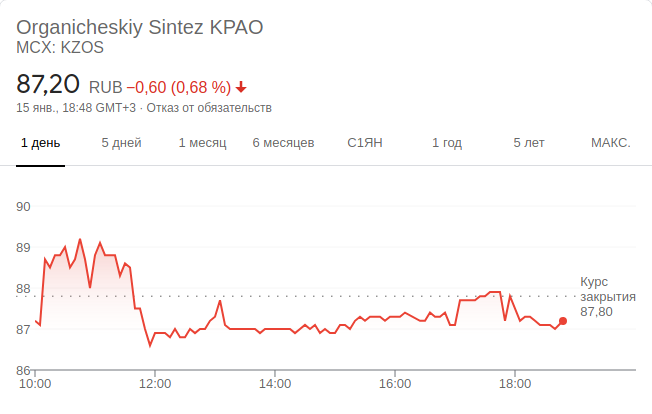 Organicheskiy Sintez KPAO
MCX: KZOS
87,20 RUB −0,60 (0,68 %)
15 янв., 18:48 GMT+3 · Отказ от обязательств
1 день 5 дней 1 месяц 6 месяцев С1ЯН 1 год 5 лет МАКС.
90
89
88
87
86
Курс
закрытия
87,80
10:00 12:00 14:00 16:00 18:00